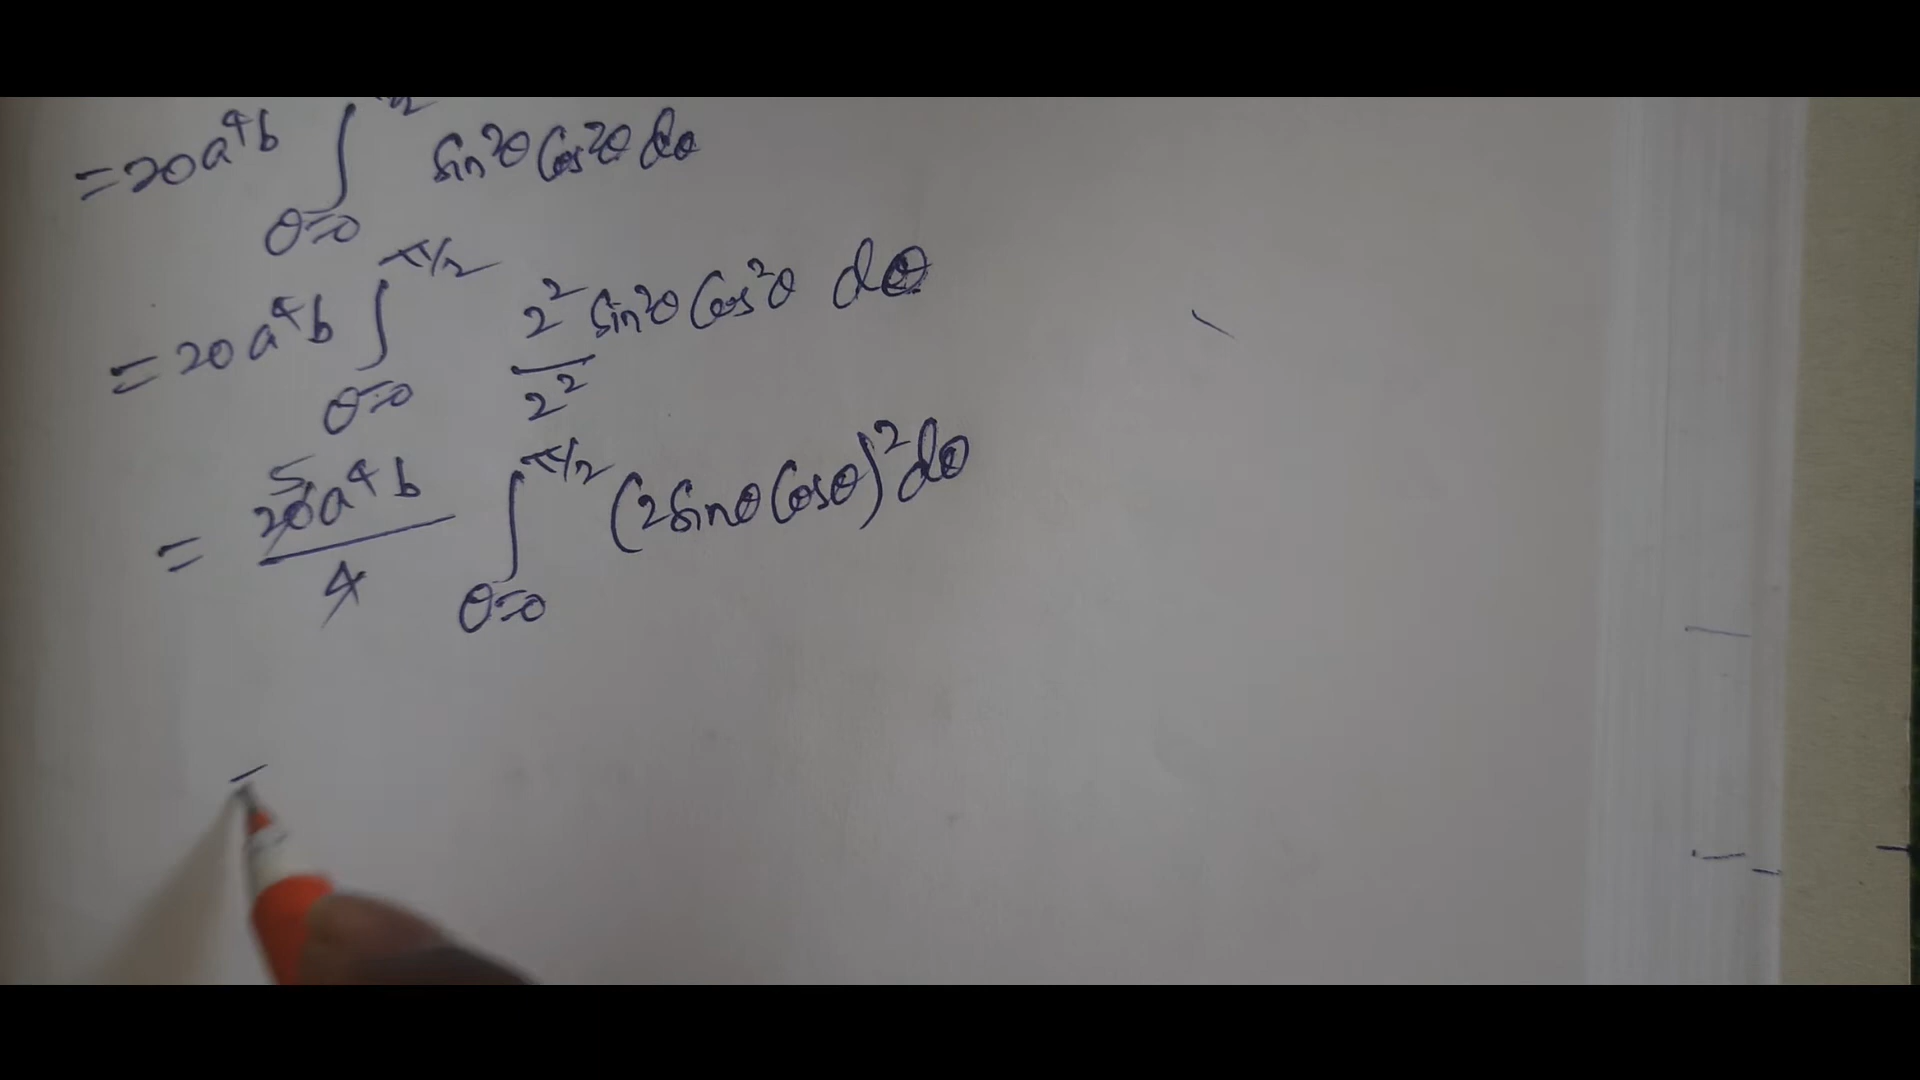 = 20a⁴b ∫_{θ=0}^{π/2} sin²θ cos²θ dθ
= 20a⁴b ∫_{θ=0}^{π/2} 2²/2² sin²θ cos²θ dθ
= 5 20a⁴b/4 ∫_{θ=0}^{π/2} (2sinθ cosθ)² dθ